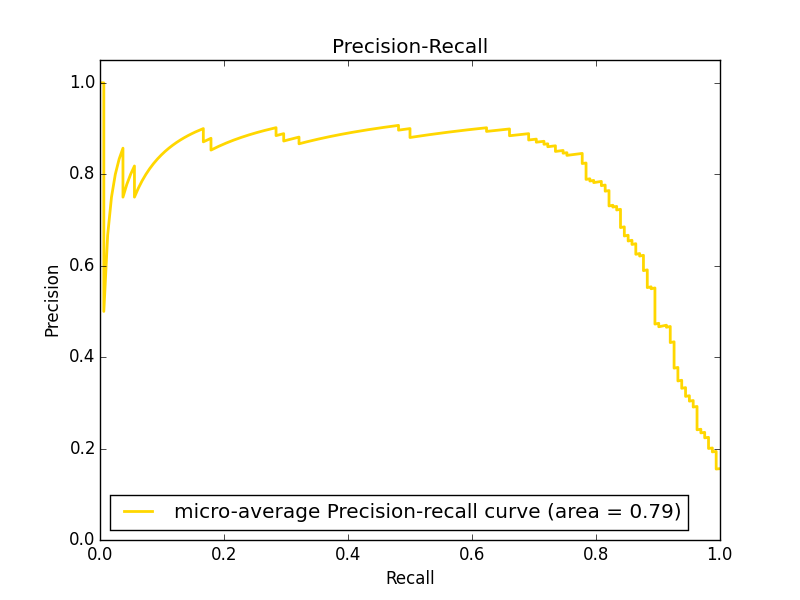 Precision-Recall
1.0
0.8
0.6
0.4
0.2
0.0
Precision
micro-average Precision-recall curve (area = 0.79)
0.0 0.2 0.4 0.6 0.8 1.0
Recall